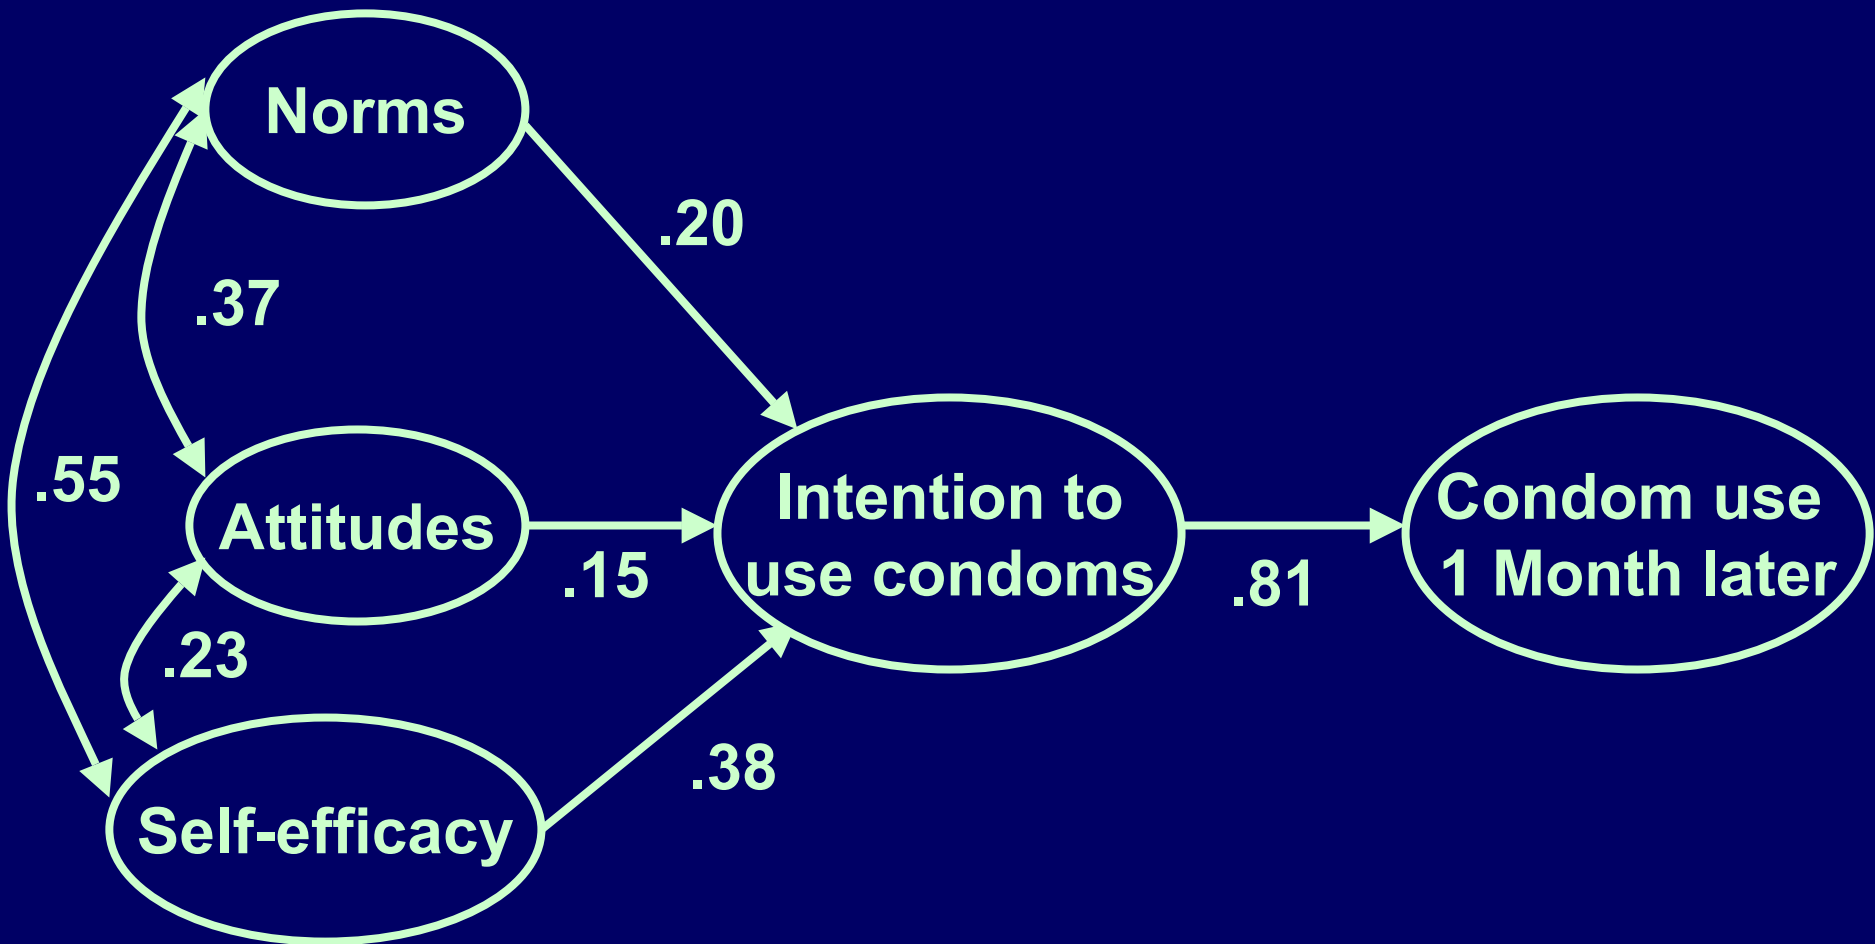 Norms
.20
.37
.55
Attitudes
.15
Intention to
use condoms
.81
Condom use
1 Month later
.23
.38
Self-efficacy